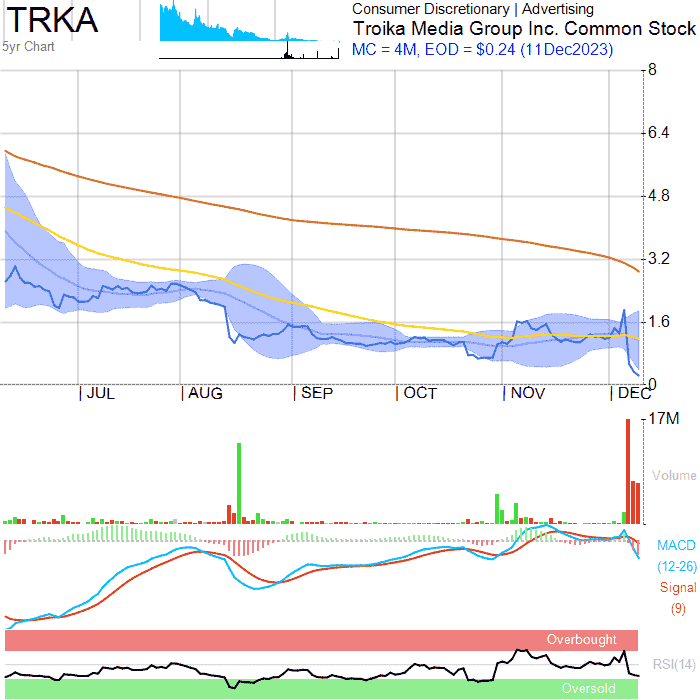 TRKA
5yr Chart
Consumer Discretionary | Advertising
Troika Media Group Inc. Common Stock
MC = 4M, EOD = $0.24 (11Dec2023)
8
6.4
4.8
3.2
1.6
0
JUL AUG SEP OCT NOV DEC
17M
Volume
MACD
(12-26)
Signal
(9)
Overbought
RSI(14)
Oversold